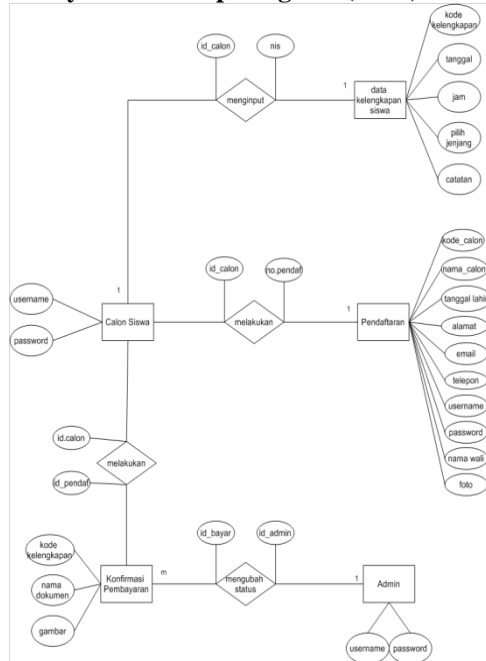 kode
kelengkapan
id_calon
nis
tanggal
1
menginput
data
kelengkapan
siswa
jam
pilih
jenjang
catatan
kode_calon
id_calon
no.pendaf
nama_calon
username
1
1
tanggal lahi
Calon Siswa
melakukan
Pendaftaran
alamat
password
email
telepon
username
id.calon
password
melakukan
nama wali
id_pendaf
foto
kode
kelengkapan
id_bayar
id_admin
nama
dokumen
Konfirmasi
Pembayaran
m
mengubah
status
1
Admin
gambar
username
password